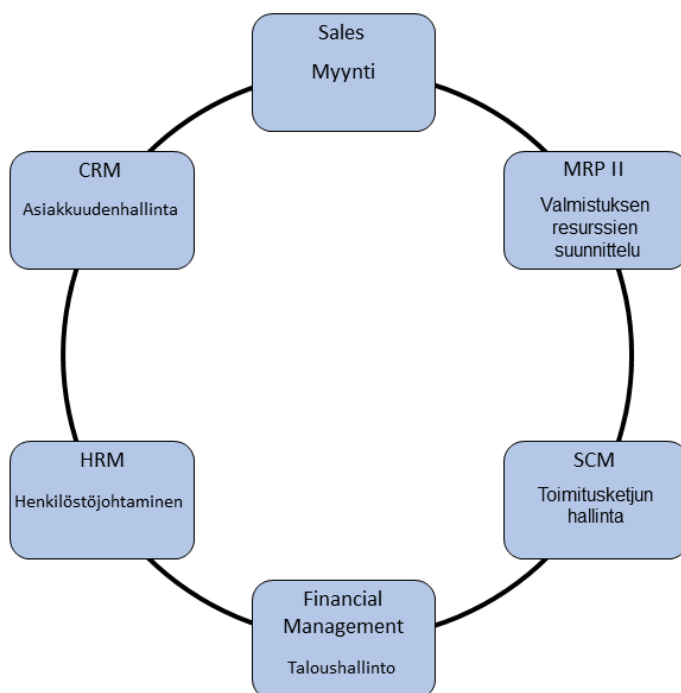 Sales
Myynti
CRM
Asiakkuudenhallinta
MRP II
Valmistuksen
resurssien
suunnittelu
HRM
Henkilöstöjohtaminen
SCM
Toimitusketjun
hallinta
Financial
Management
Taloushallinto